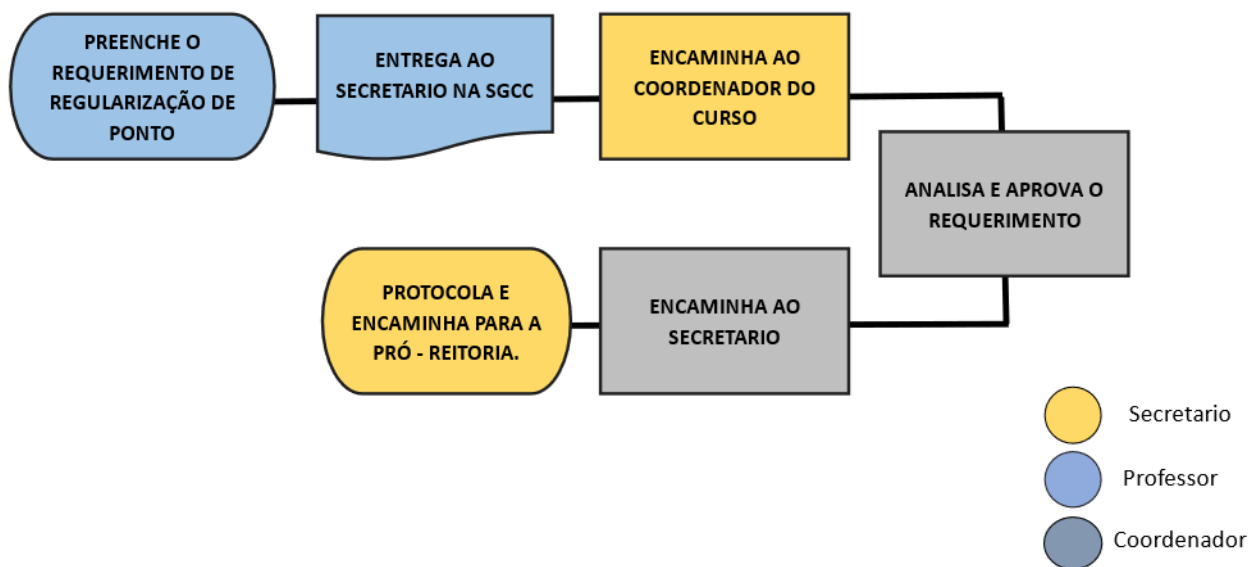 PREENCHE O
REQUERIMENTO DE
REGULARIZAÇÃO DE
PONTO
ENTREGA AO
SECRETARIO NA SGCC
ENCAMINHA AO
COORDENADOR DO
CURSO
ANALISA E APROVA O
REQUERIMENTO
ENCAMINHA AO
SECRETARIO
PROTOCOLA E
ENCAMINHA PARA A
PRÓ - REITORIA.
Secretario
Professor
Coordenador